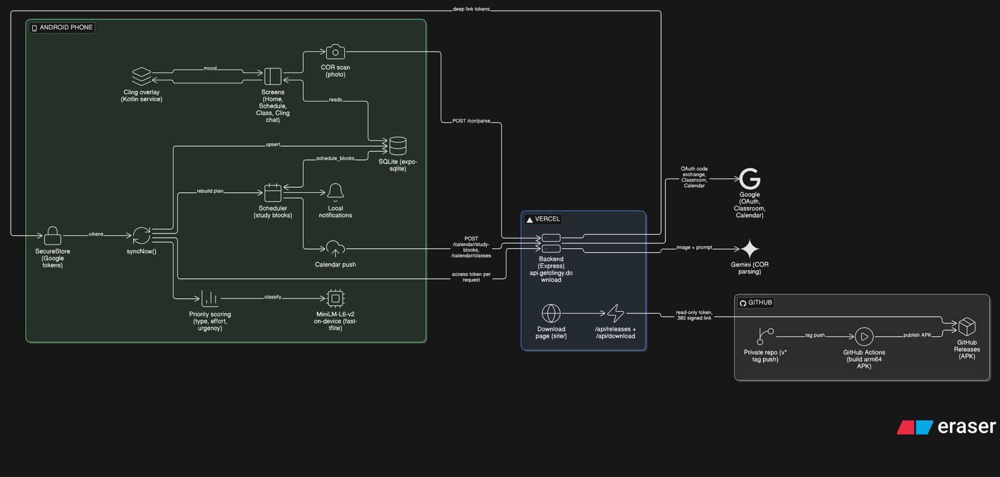 deep link tokens
ANDROID PHONE
COR scan
(photo)
mood
Cling overlay
(Kotlin service)
Screens
(Home,
Schedule,
Class, Cling
chat)
reads
POST /cor/parse
upsert
schedule_blocks
SQLite (expo-
sqlite)
rebuild plan
Scheduler
(study blocks)
Local
notifications
tokens
SecureStore
(Google
tokens)
syncNow()
Calendar push
POST
/calendar/study-
blocks,
/calendar/classes
access token per
request
Priority scoring
(type, effort,
urgency)
classify
MiniLM-L6-v2
on-device (fast-
tflite)
VERCEL
Backend
(Express)
api.getclingy.do
wnload
Download
page (site/)
/api/releases +
/api/download
OAuth code
exchange,
Classroom,
Calendar
Google
(OAuth,
Classroom,
Calendar)
image + prompt
Gemini (COR
parsing)
read-only token,
302 signed link
GITHUB
Private repo (v*
tag push)
tag push
GitHub Actions
(build arm64
APK)
publish APK
GitHub
Releases
(APK)
eraser